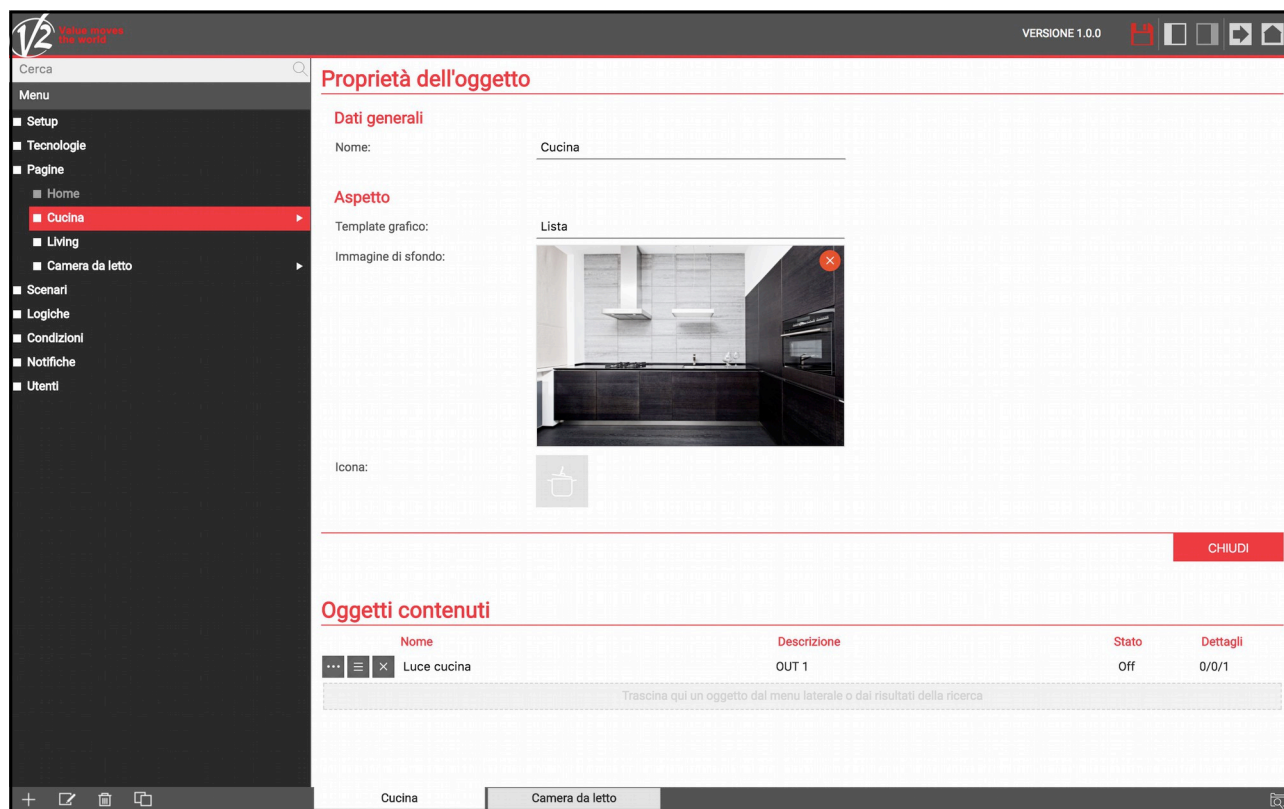 V2 Value moves
the world
VERSIONE 1.0.0
Cerca
Menu
Setup
Tecnologie
Pagine
Home
Cucina
Living
Camera da letto
Scenari
Logiche
Condizioni
Notifiche
Utenti
Proprietà dell'oggetto
Dati generali
Nome: Cucina
Aspetto
Template grafico: Lista
Immagine di sfondo:
Icona:
CHIUDI
Oggetti contenuti
Nome Descrizione Stato Dettagli
Luce cucina OUT 1 Off 0/0/1
Trascina qui un oggetto dal menu laterale o dai risultati della ricerca
Cucina Camera da letto